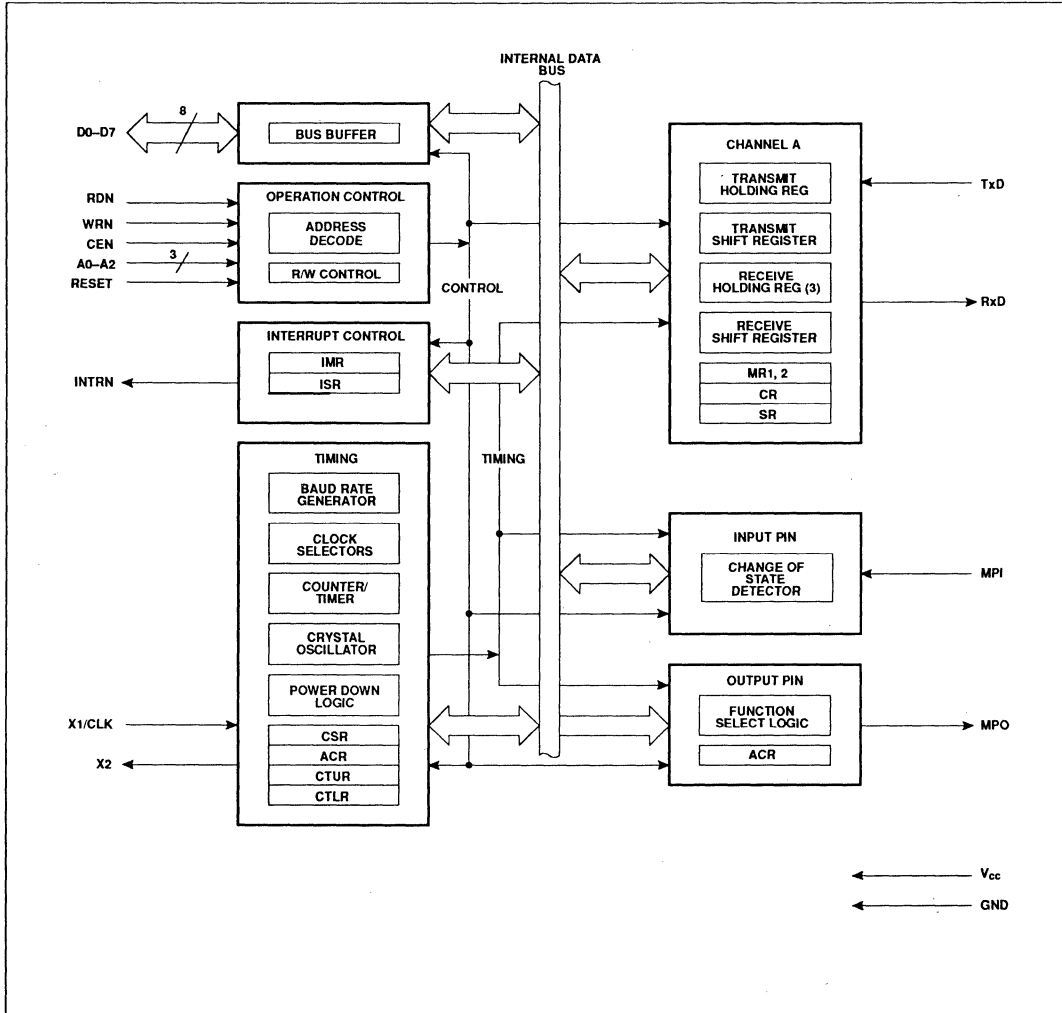 INTERNAL DATA
BUS
8
D0–D7
BUS BUFFER
RDN
WRN
CEN
A0–A2
3
RESET
OPERATION CONTROL
ADDRESS
DECODE
R/W CONTROL
CONTROL
INTERRUPT CONTROL
IMR
ISR
INTRN
TIMING
BAUD RATE
GENERATOR
CLOCK
SELECTORS
COUNTER/
TIMER
CRYSTAL
OSCILLATOR
POWER DOWN
LOGIC
CSR
ACR
CTUR
CTLR
X1/CLK
X2
TIMING
CHANNEL A
TRANSMIT
HOLDING REG
TRANSMIT
SHIFT REGISTER
RECEIVE
HOLDING REG (3)
RECEIVE
SHIFT REGISTER
MR1, 2
CR
SR
TxD
RxD
INPUT PIN
CHANGE OF
STATE
DETECTOR
MPI
OUTPUT PIN
FUNCTION
SELECT LOGIC
ACR
MPO
Vcc
GND